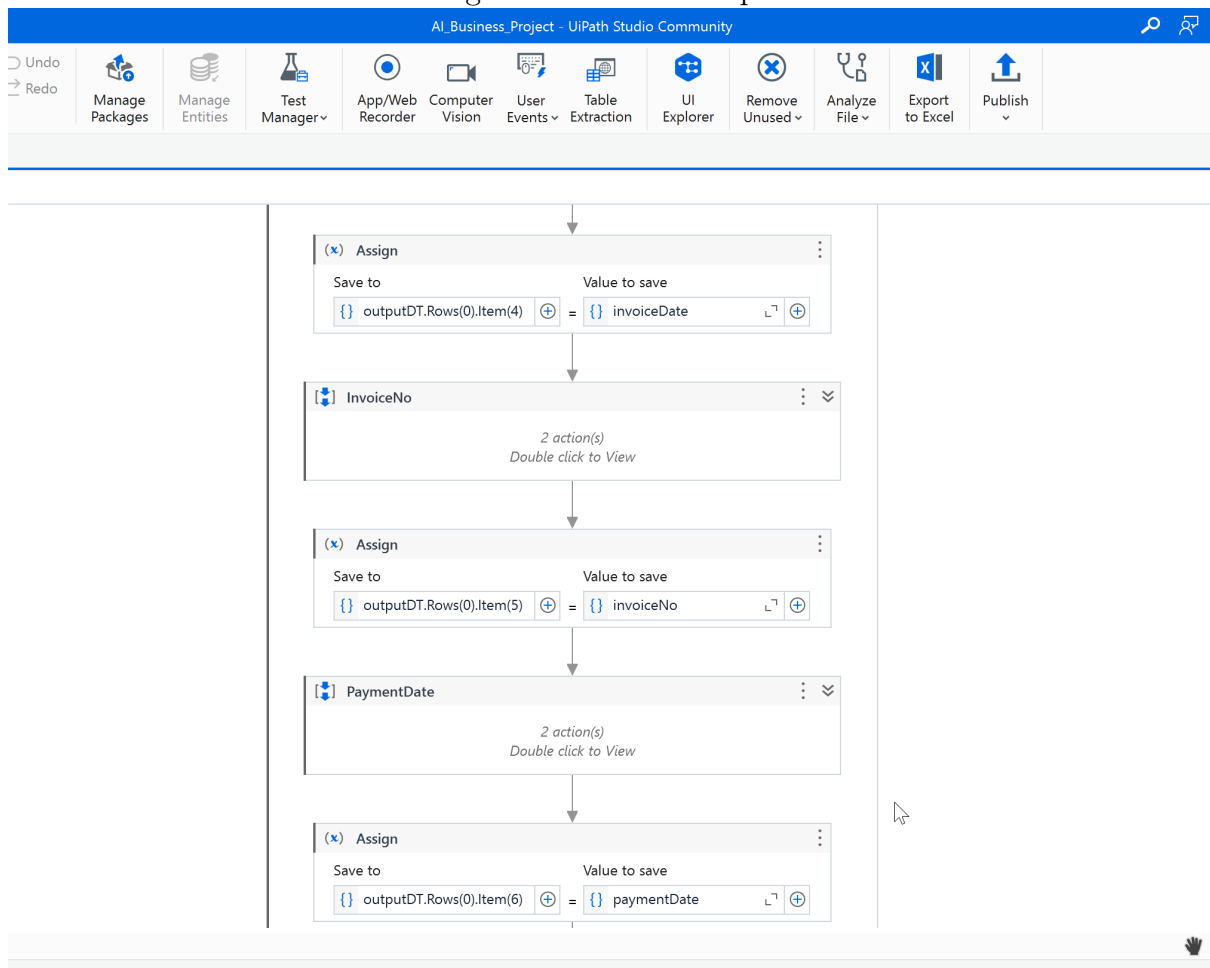 AI_Business_Project - UiPath Studio Community
Undo
Redo
Manage Packages
Manage Entities
Test Manager
App/Web Recorder
Computer Vision
User Events
Table Extraction
UI Explorer
Remove Unused
Analyze File
Export to Excel
Publish
(x) Assign
Save to Value to save
{} outputDT.Rows(0).Item(4) = {} invoiceDate
InvoiceNo
2 action(s)
Double click to View
(x) Assign
Save to Value to save
{} outputDT.Rows(0).Item(5) = {} invoiceNo
PaymentDate
2 action(s)
Double click to View
(x) Assign
Save to Value to save
{} outputDT.Rows(0).Item(6) = {} paymentDate